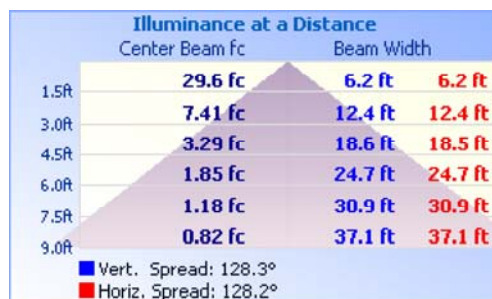 Illuminance at a Distance
Center Beam fc Beam Width
1.5ft 29.6 fc 6.2 ft 6.2 ft
3.0ft 7.41 fc 12.4 ft 12.4 ft
4.5ft 3.29 fc 18.6 ft 18.5 ft
6.0ft 1.85 fc 24.7 ft 24.7 ft
7.5ft 1.18 fc 30.9 ft 30.9 ft
9.0ft 0.82 fc 37.1 ft 37.1 ft
Vert. Spread: 128.3º
Horiz. Spread: 128.2º